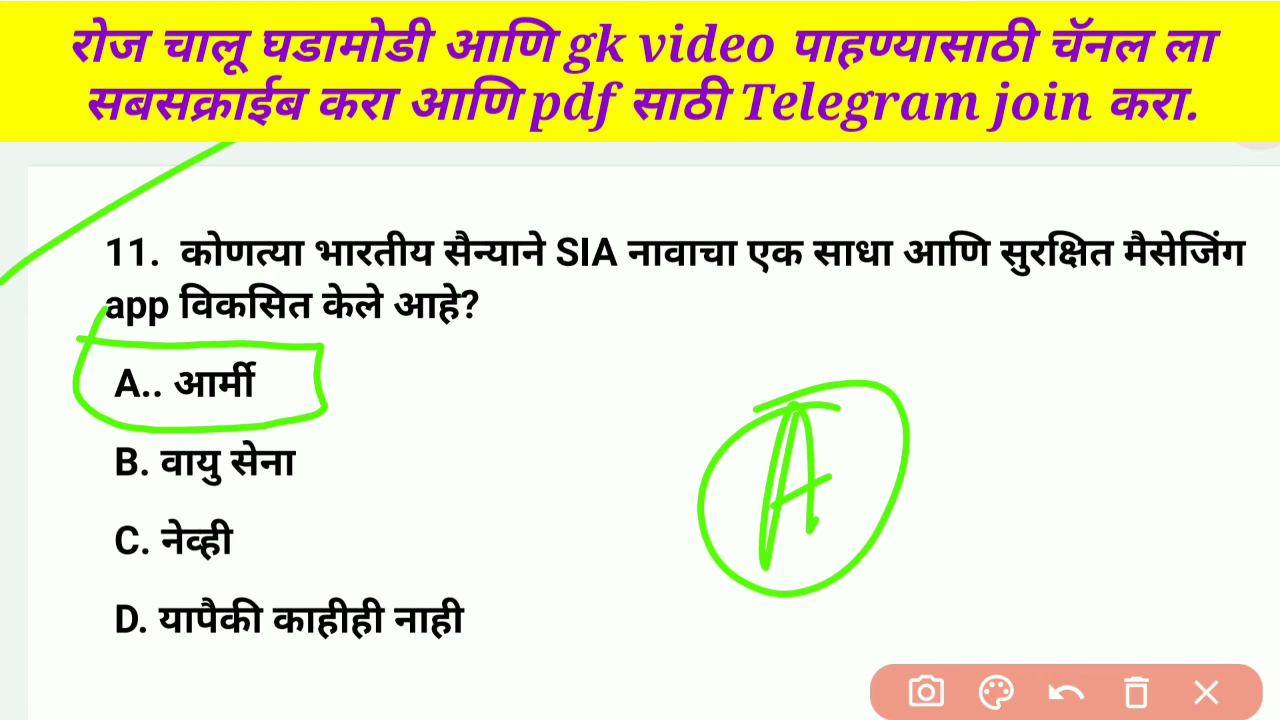 रोज चालू घडामोडी आणि gk video पाहण्यासाठी चॅनल ला
सबसक्राईब करा आणि pdf साठी Telegram join करा.
11. कोणत्या भारतीय सैन्याने SIA नावाचा एक साधा आणि सुरक्षित मैसेजिंग
app विकसित केले आहे?
A.. आर्मी
B. वायु सेना
C. नेव्ही
D. यापैकी काहीही नाही
A